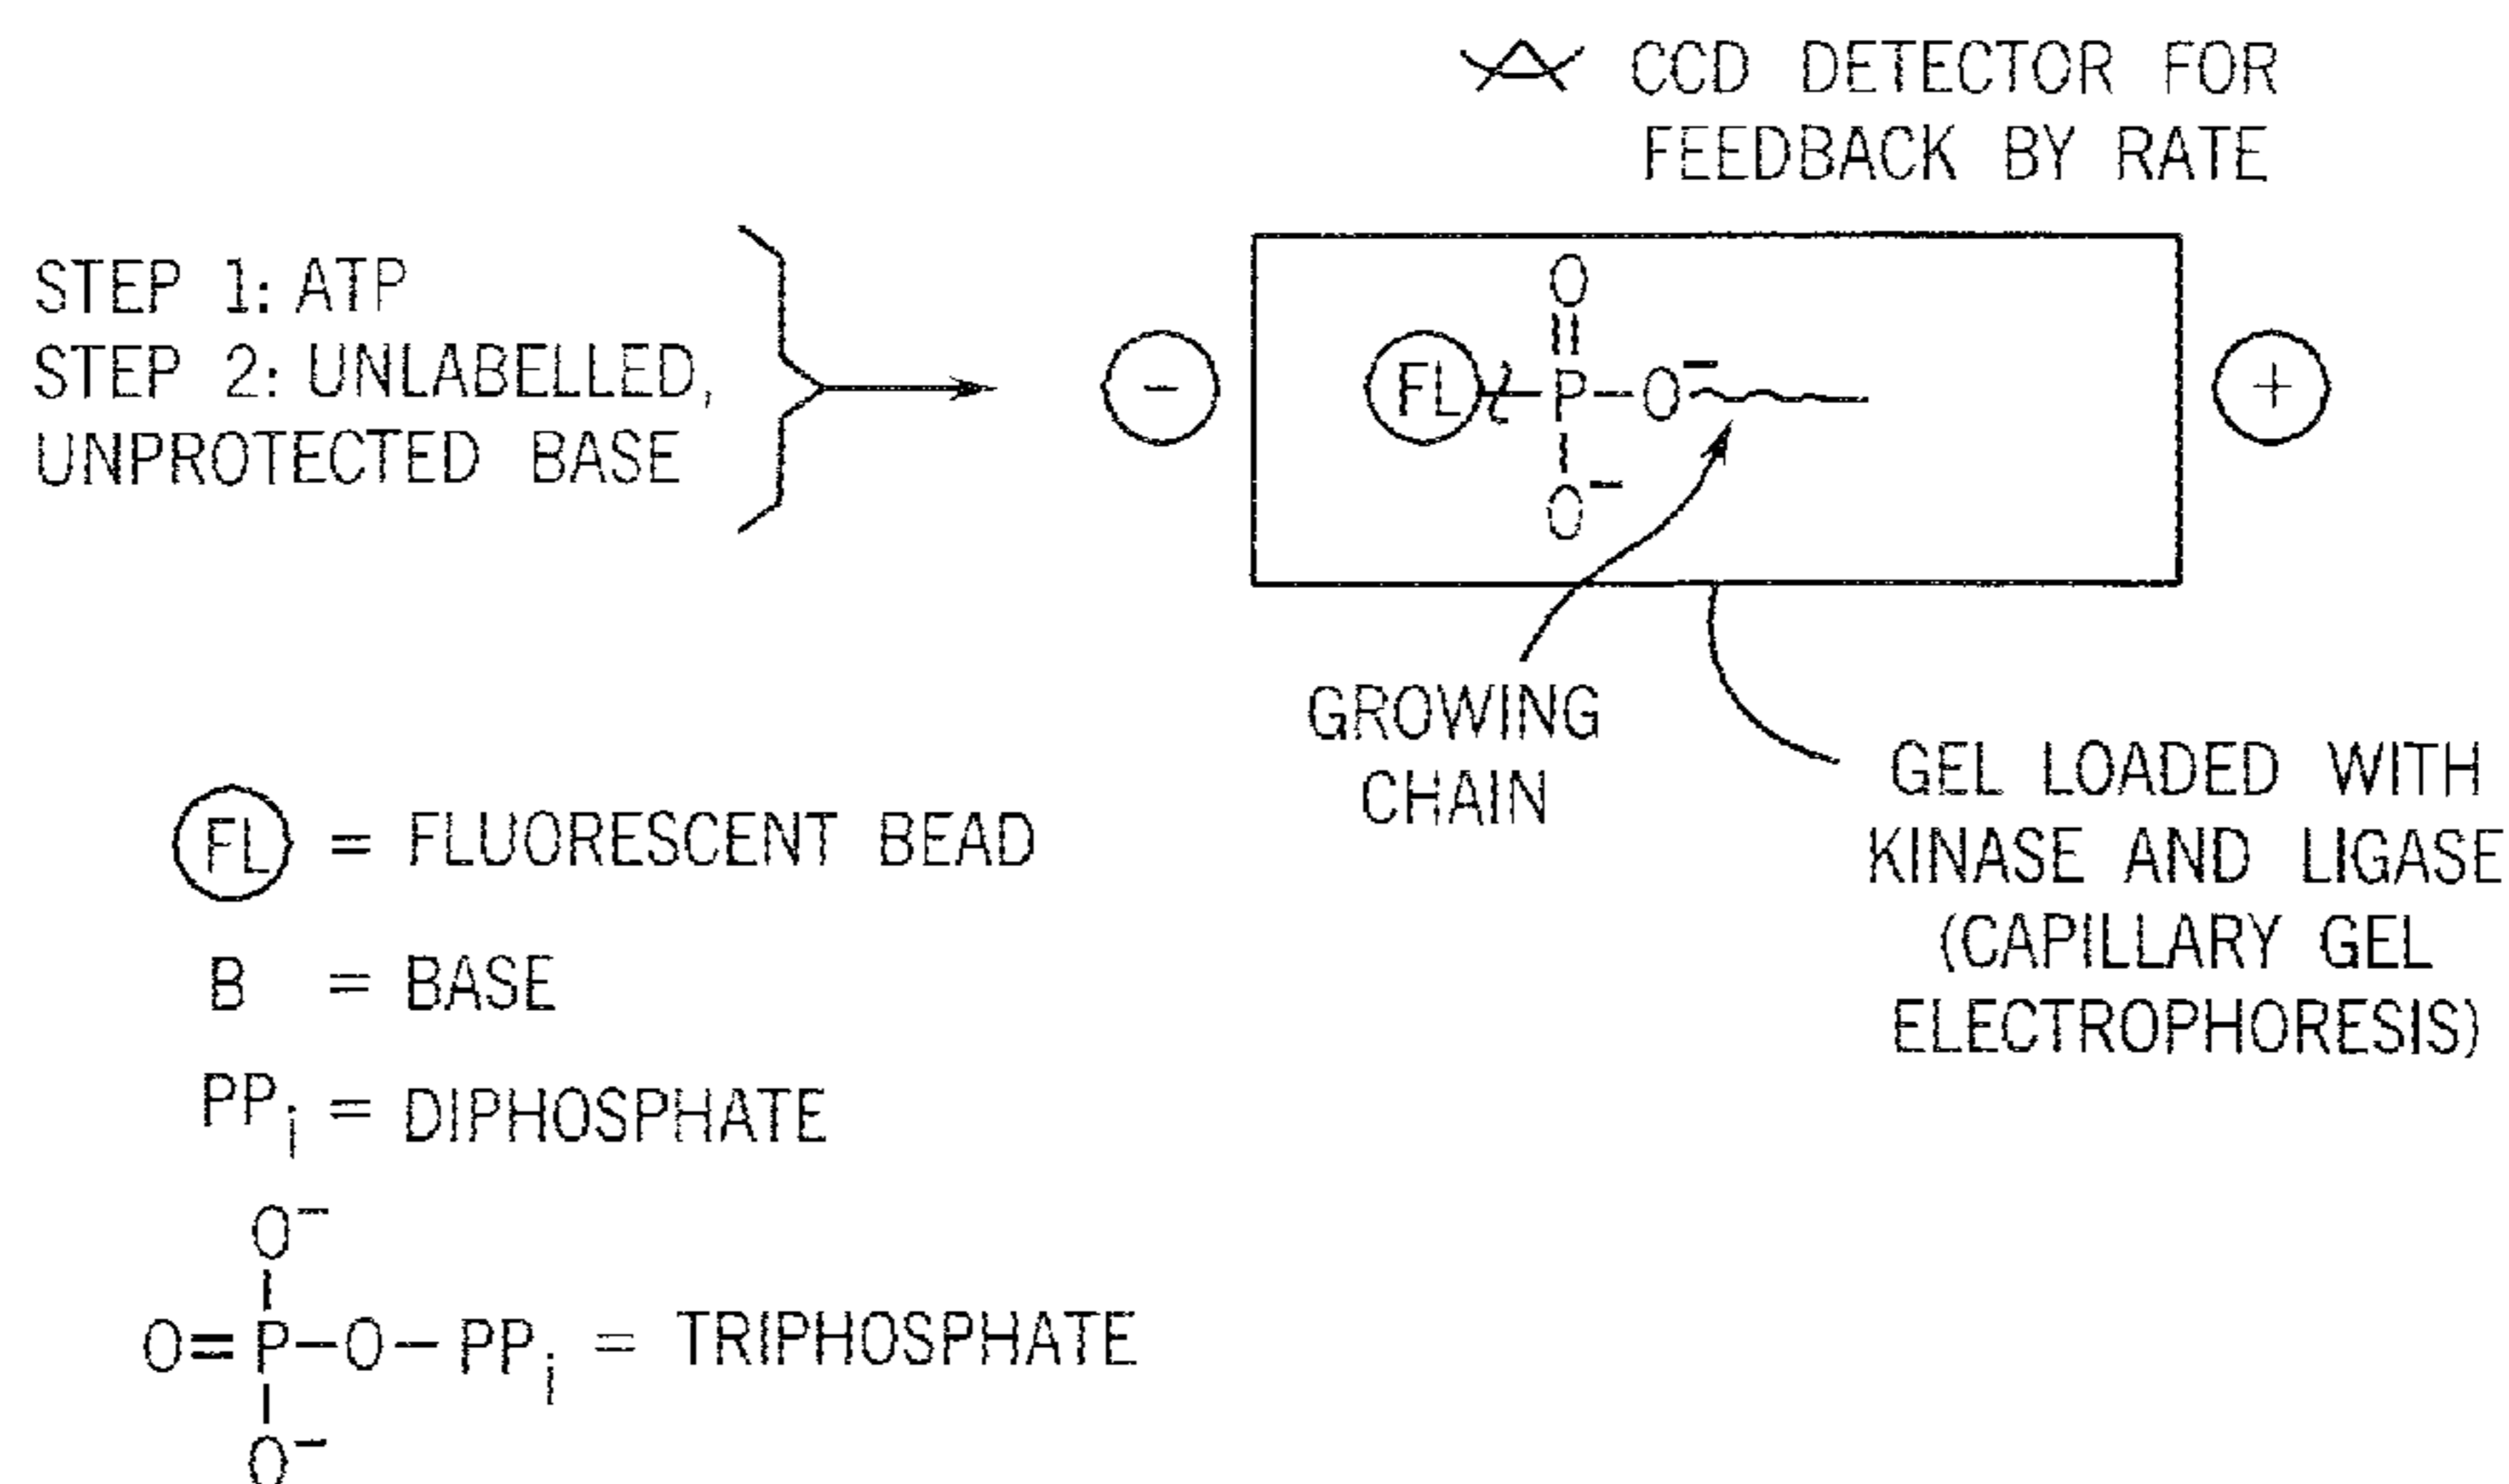 CCD DETECTOR FOR
FEEDBACK BY RATE
STEP 1: ATP
STEP 2: UNLABELLED,
UNPROTECTED BASE
-
O
FL P-O-
O-
+
GROWING
CHAIN
GEL LOADED WITH
KINASE AND LIGASE
(CAPILLARY GEL
ELECTROPHORESIS)
FL = FLUORESCENT BEAD
B = BASE
PPi = DIPHOSPHATE
O-
O=P-O-PPi = TRIPHOSPHATE
O-